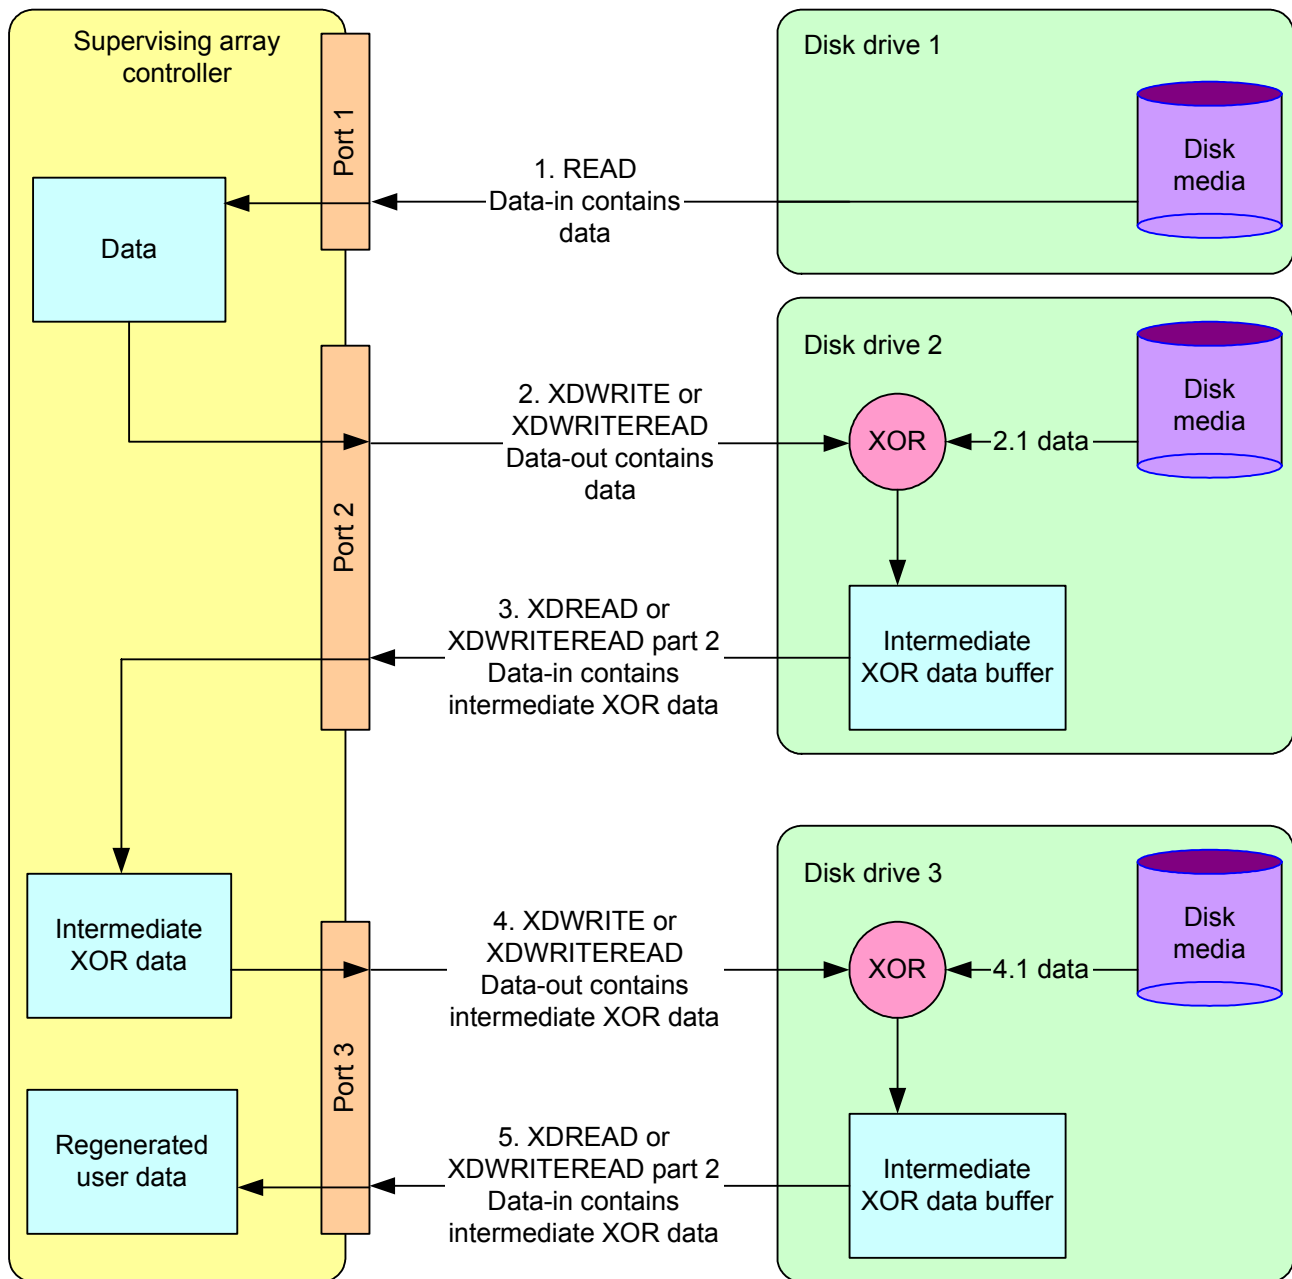 Supervising array
controller
Port 1
Data
1. READ
Data-in contains
data
Disk drive 1
Disk
media
Port 2
2. XDWRITE or
XDWRITEREAD
Data-out contains
data
Disk drive 2
XOR
2.1 data
Disk
media
3. XDREAD or
XDWRITEREAD part 2
Data-in contains
intermediate XOR data
Intermediate
XOR data buffer
Intermediate
XOR data
Port 3
4. XDWRITE or
XDWRITEREAD
Data-out contains
intermediate XOR data
Disk drive 3
XOR
4.1 data
Disk
media
Regenerated
user data
5. XDREAD or
XDWRITEREAD part 2
Data-in contains
intermediate XOR data
Intermediate
XOR data buffer